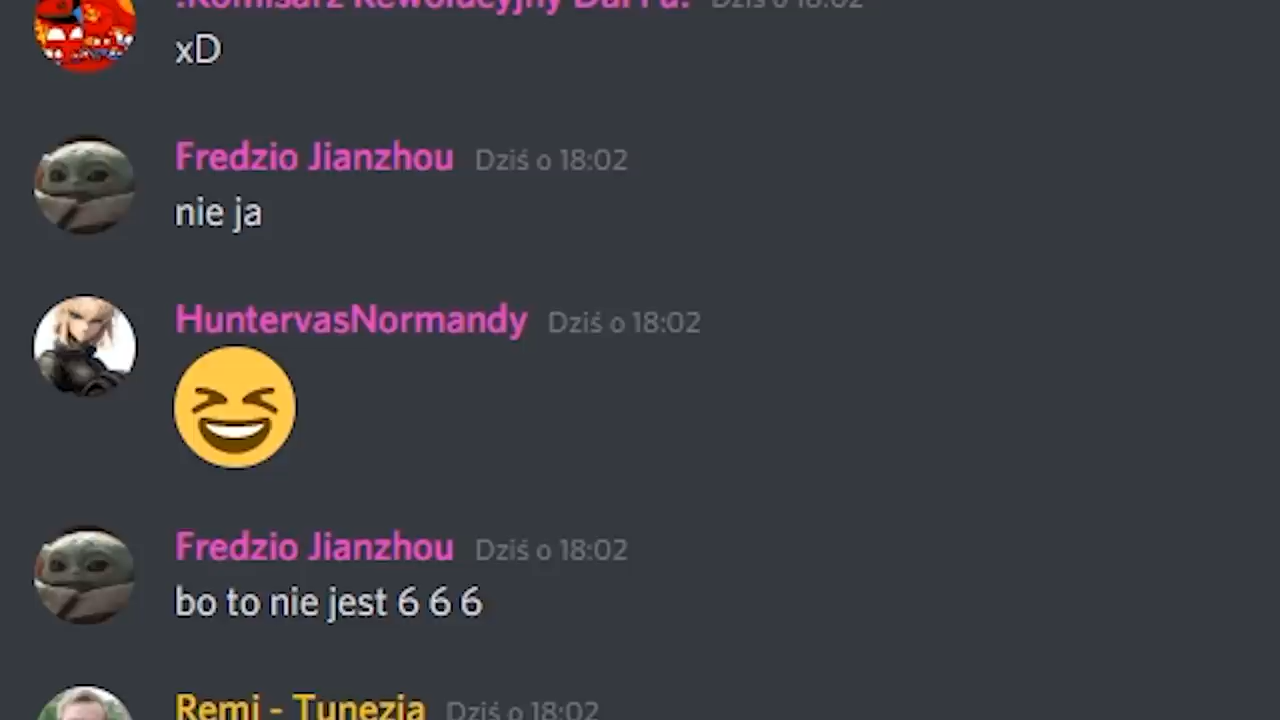 xD
Fredzio Jianzhou Dziś o 18:02
nie ja
HuntervasNormandy Dziś o 18:02
Fredzio Jianzhou Dziś o 18:02
bo to nie jest 6 6 6
Remi - Tunezja Dziś o 18:02